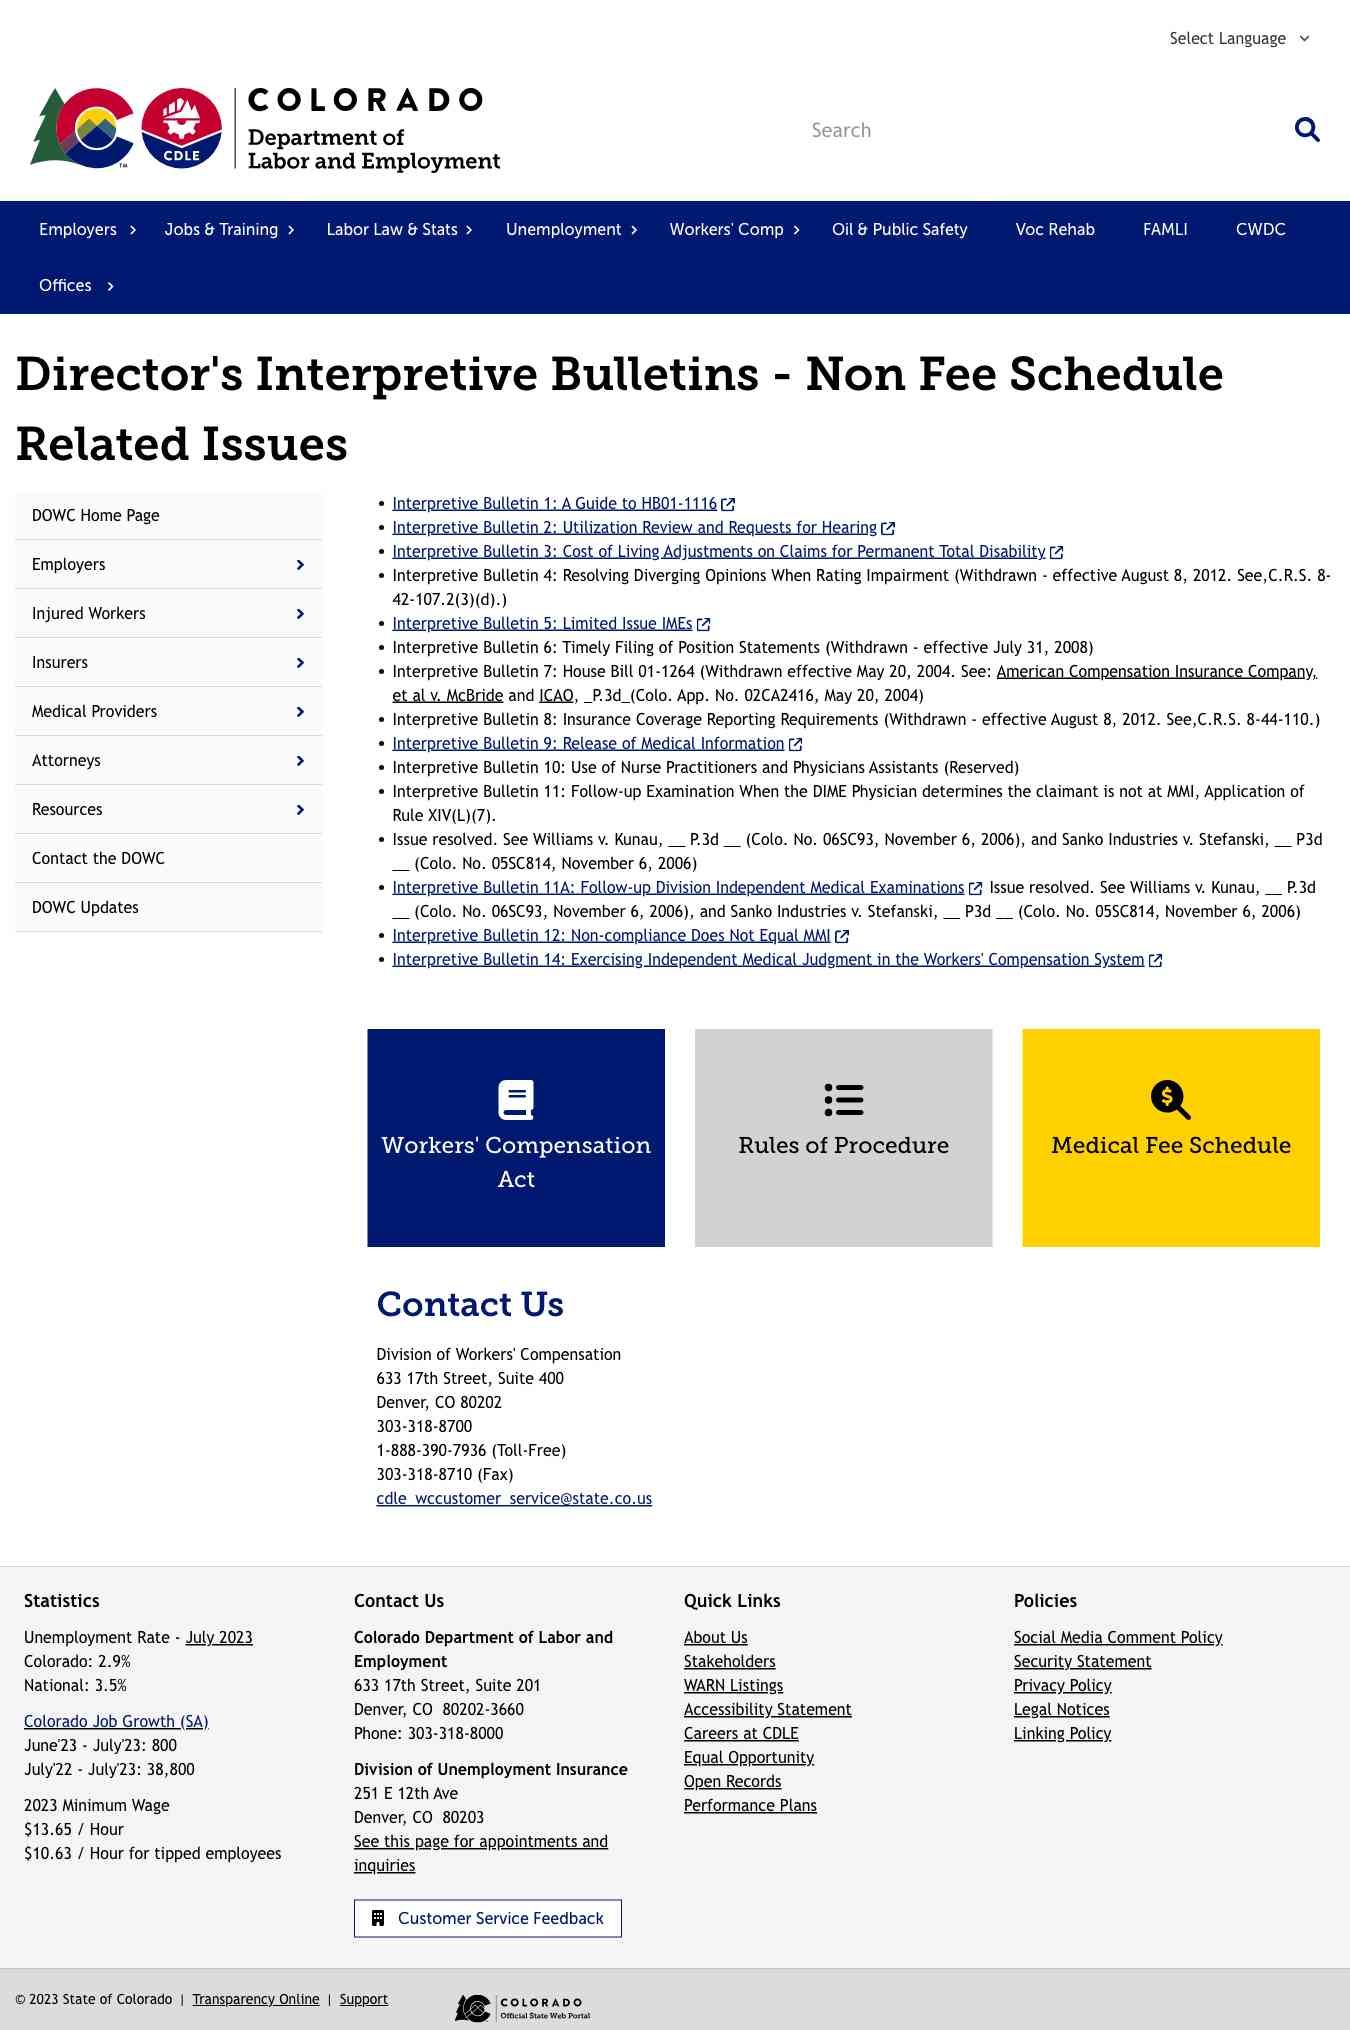 Select Language
COLORADO
Department of
Labor and Employment
CDLE
TM
Search
Employers
Jobs & Training
Labor Law & Stats
Unemployment
Workers' Comp
Oil & Public Safety
Voc Rehab
FAMLI
CWDC
Offices
Director's Interpretive Bulletins - Non Fee Schedule
Related Issues
DOWC Home Page
Employers
Injured Workers
Insurers
Medical Providers
Attorneys
Resources
Contact the DOWC
DOWC Updates
• Interpretive Bulletin 1: A Guide to HB01-1116
• Interpretive Bulletin 2: Utilization Review and Requests for Hearing
• Interpretive Bulletin 3: Cost of Living Adjustments on Claims for Permanent Total Disability
• Interpretive Bulletin 4: Resolving Diverging Opinions When Rating Impairment (Withdrawn - effective August 8, 2012. See,C.R.S. 8-
42-107.2(3)(d).)
• Interpretive Bulletin 5: Limited Issue IMEs
• Interpretive Bulletin 6: Timely Filing of Position Statements (Withdrawn - effective July 31, 2008)
• Interpretive Bulletin 7: House Bill 01-1264 (Withdrawn effective May 20, 2004. See: American Compensation Insurance Company,
et al v. McBride and ICAO, _P.3d_(Colo. App. No. 02CA2416, May 20, 2004)
• Interpretive Bulletin 8: Insurance Coverage Reporting Requirements (Withdrawn - effective August 8, 2012. See,C.R.S. 8-44-110.)
• Interpretive Bulletin 9: Release of Medical Information
• Interpretive Bulletin 10: Use of Nurse Practitioners and Physicians Assistants (Reserved)
• Interpretive Bulletin 11: Follow-up Examination When the DIME Physician determines the claimant is not at MMI, Application of
Rule XIV(L)(7).
• Issue resolved. See Williams v. Kunau, __ P.3d __ (Colo. No. 06SC93, November 6, 2006), and Sanko Industries v. Stefanski, __ P3d
__ (Colo. No. 05SC814, November 6, 2006)
• Interpretive Bulletin 11A: Follow-up Division Independent Medical Examinations Issue resolved. See Williams v. Kunau, __ P.3d
__ (Colo. No. 06SC93, November 6, 2006), and Sanko Industries v. Stefanski, __ P3d __ (Colo. No. 05SC814, November 6, 2006)
• Interpretive Bulletin 12: Non-compliance Does Not Equal MMI
• Interpretive Bulletin 14: Exercising Independent Medical Judgment in the Workers' Compensation System
Workers' Compensation
Act
Rules of Procedure
Medical Fee Schedule
Contact Us
Division of Workers' Compensation
633 17th Street, Suite 400
Denver, CO 80202
303-318-8700
1-888-390-7936 (Toll-Free)
303-318-8710 (Fax)
cdle_wccustomer_service@state.co.us
Statistics
Unemployment Rate - July 2023
Colorado: 2.9%
National: 3.5%
Colorado Job Growth (SA)
June'23 - July'23: 800
July'22 - July'23: 38,800
2023 Minimum Wage
$13.65 / Hour
$10.63 / Hour for tipped employees
Contact Us
Colorado Department of Labor and
Employment
633 17th Street, Suite 201
Denver, CO 80202-3660
Phone: 303-318-8000
Division of Unemployment Insurance
251 E 12th Ave
Denver, CO 80203
See this page for appointments and
inquiries
Customer Service Feedback
Quick Links
About Us
Stakeholders
WARN Listings
Accessibility Statement
Careers at CDLE
Equal Opportunity
Open Records
Performance Plans
Policies
Social Media Comment Policy
Security Statement
Privacy Policy
Legal Notices
Linking Policy
© 2023 State of Colorado | Transparency Online | Support
COLORADO
Official State Web Portal